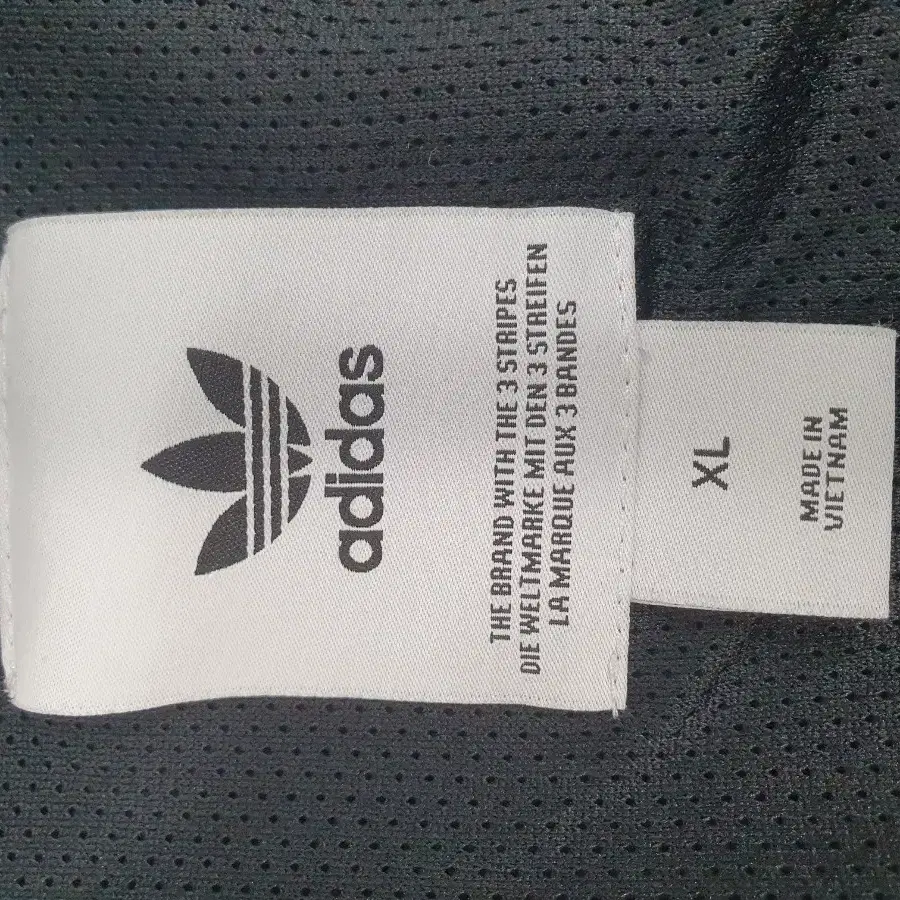 adidas
THE BRAND WITH THE 3 STRIPES
DIE WELTMARKE MIT DEN 3 STREIFEN
LA MARQUE AUX 3 BANDES
XL
MADE IN
VIETNAM